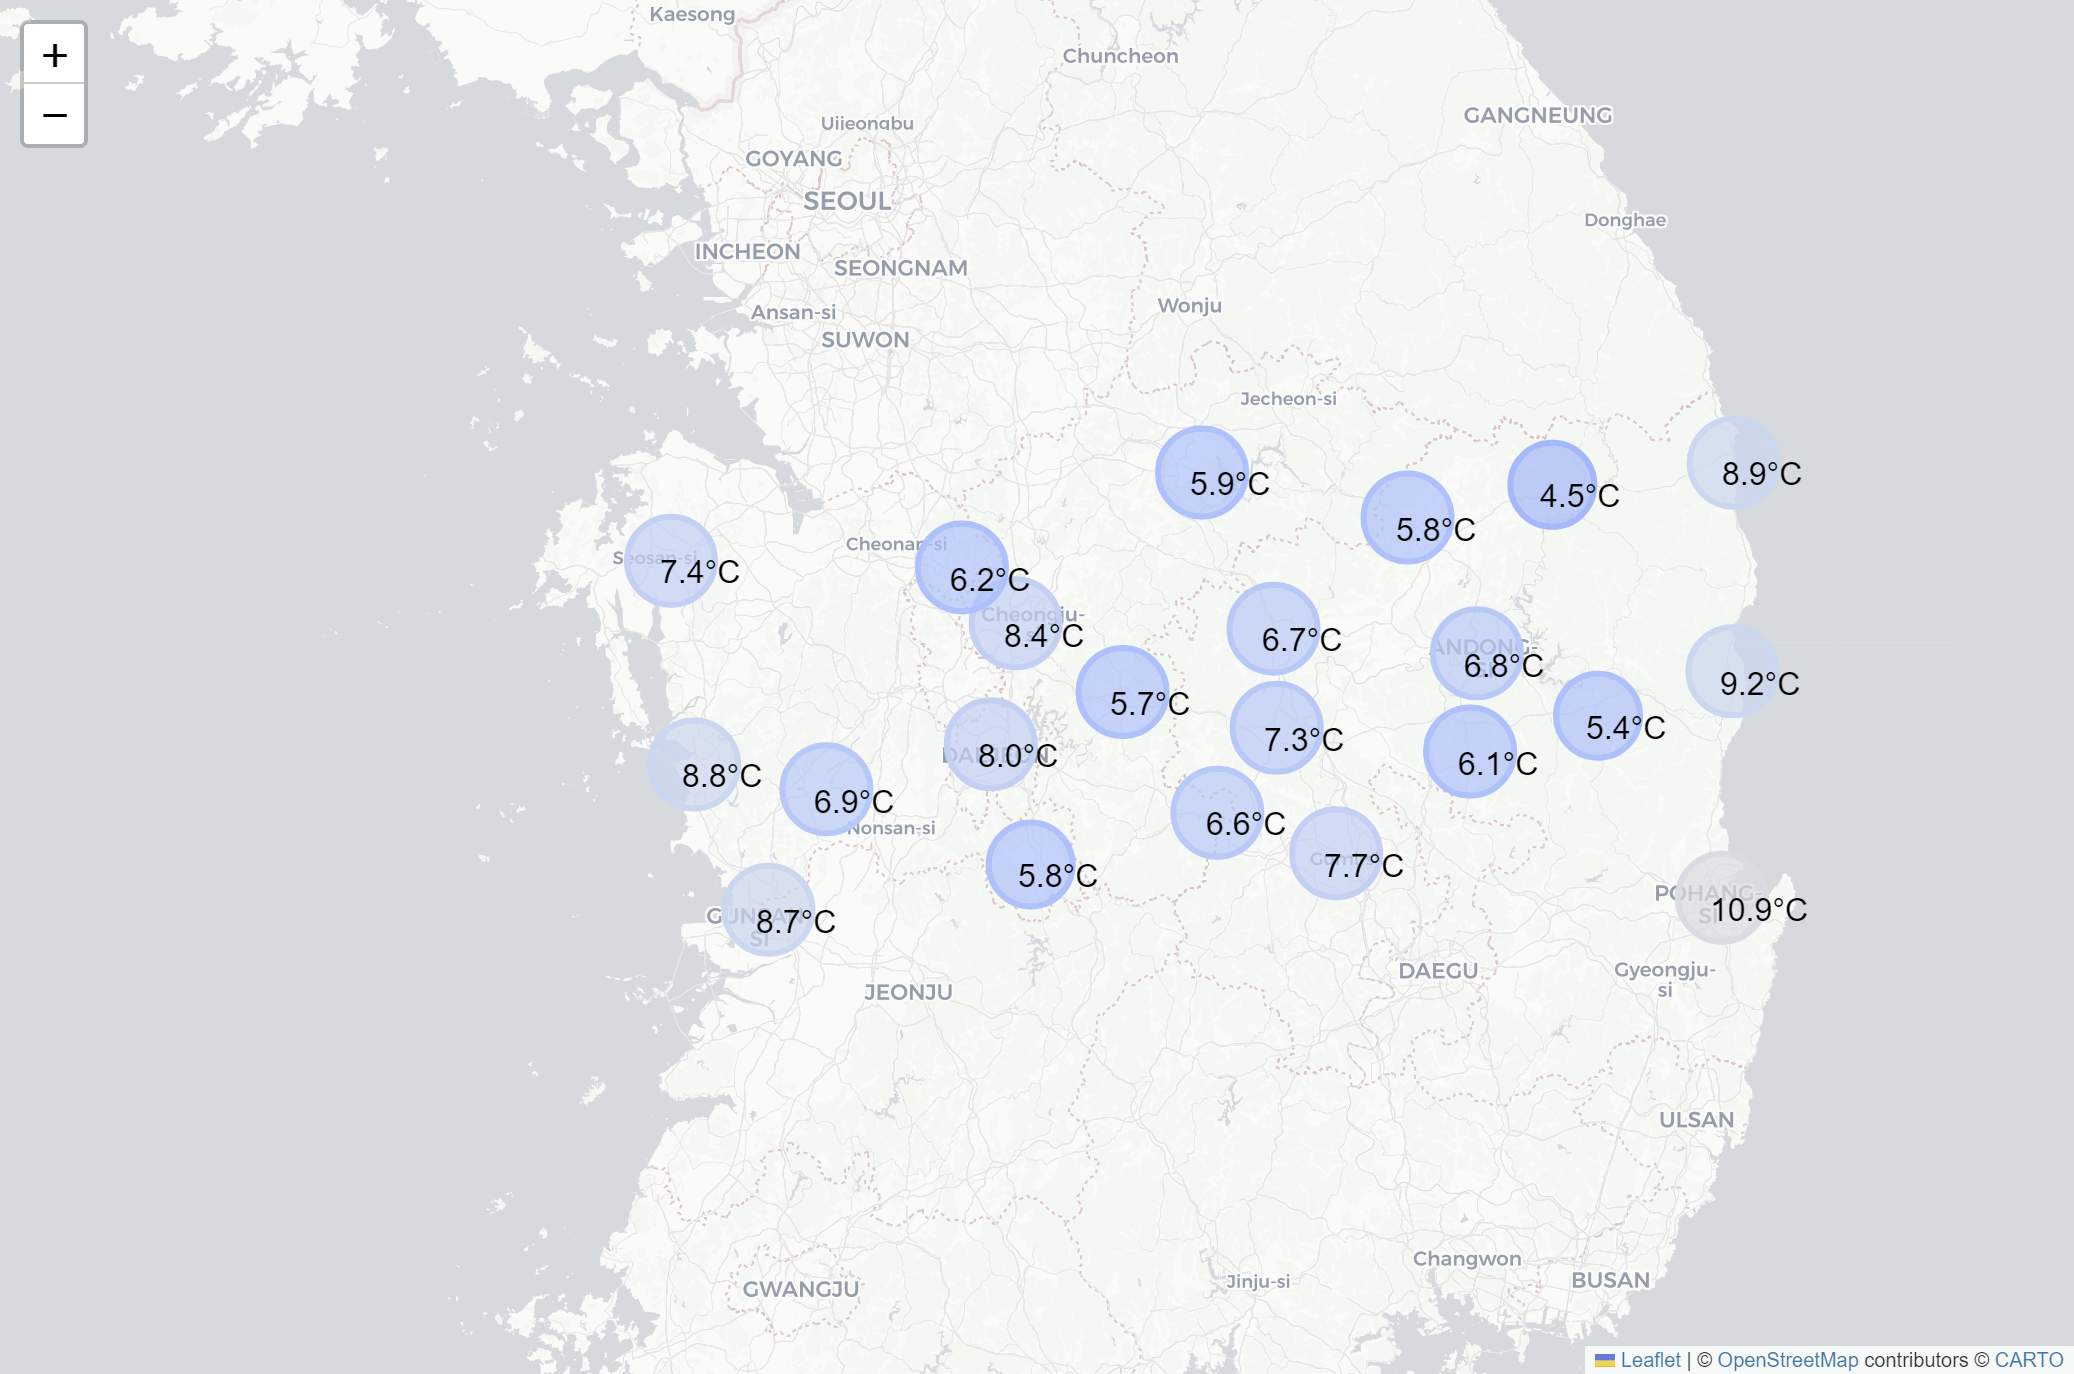 +
−
Kaesong
Chuncheon
GANGNEUNG
Uijeongbu
GOYANG
SEOUL
Donghae
INCHEON
SEONGNAM
Wonju
Ansan-si
SUWON
Jecheon-si
8.9°C
5.9°C
4.5°C
5.8°C
Cheonan-si
Seosan-si
7.4°C
6.2°C
Cheongju-
8.4°C
6.7°C
ANDONG-
6.8°C
9.2°C
5.7°C
5.4°C
7.3°C
DAEJEON
8.0°C
6.1°C
8.8°C
6.9°C
Nonsan-si
6.6°C
7.7°C
5.8°C
POHANG-
SI
10.9°C
GUNSAN-
SI
8.7°C
DAEGU
Gyeongju-
si
JEONJU
ULSAN
Changwon
BUSAN
Jinju-si
GWANGJU
Leaflet | © OpenStreetMap contributors © CARTO